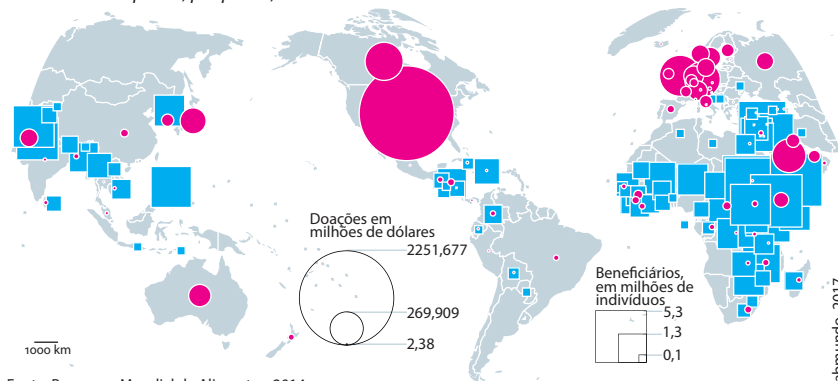 Doações em
milhões de dólares
2251,677
269,909
2,38
Beneficiários,
em milhões de
indivíduos
5,3
1,3
0,1
1000 km
2017